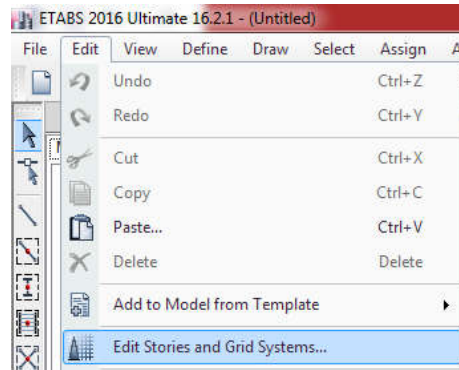 ETABS 2016 Ultimate 16.2.1 - (Untitled)
File Edit View Define Draw Select Assign A
Undo Ctrl+Z
Redo Ctrl+Y
Cut Ctrl+X
Copy Ctrl+C
Paste... Ctrl+V
Delete Delete
Add to Model from Template
Edit Stories and Grid Systems...